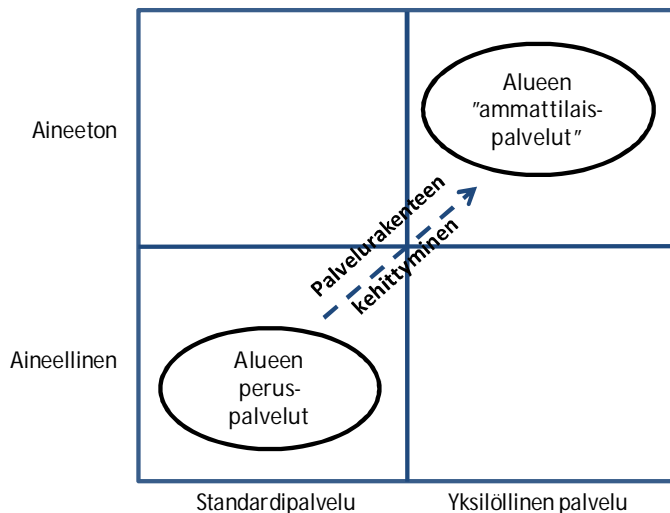 Alueen
"ammattilais-
palvelut"
Aineeton
Palvelurakenteen
kehittyminen
Aineellinen
Alueen
perus-
palvelut
Standardipalvelu
Yksilöllinen palvelu